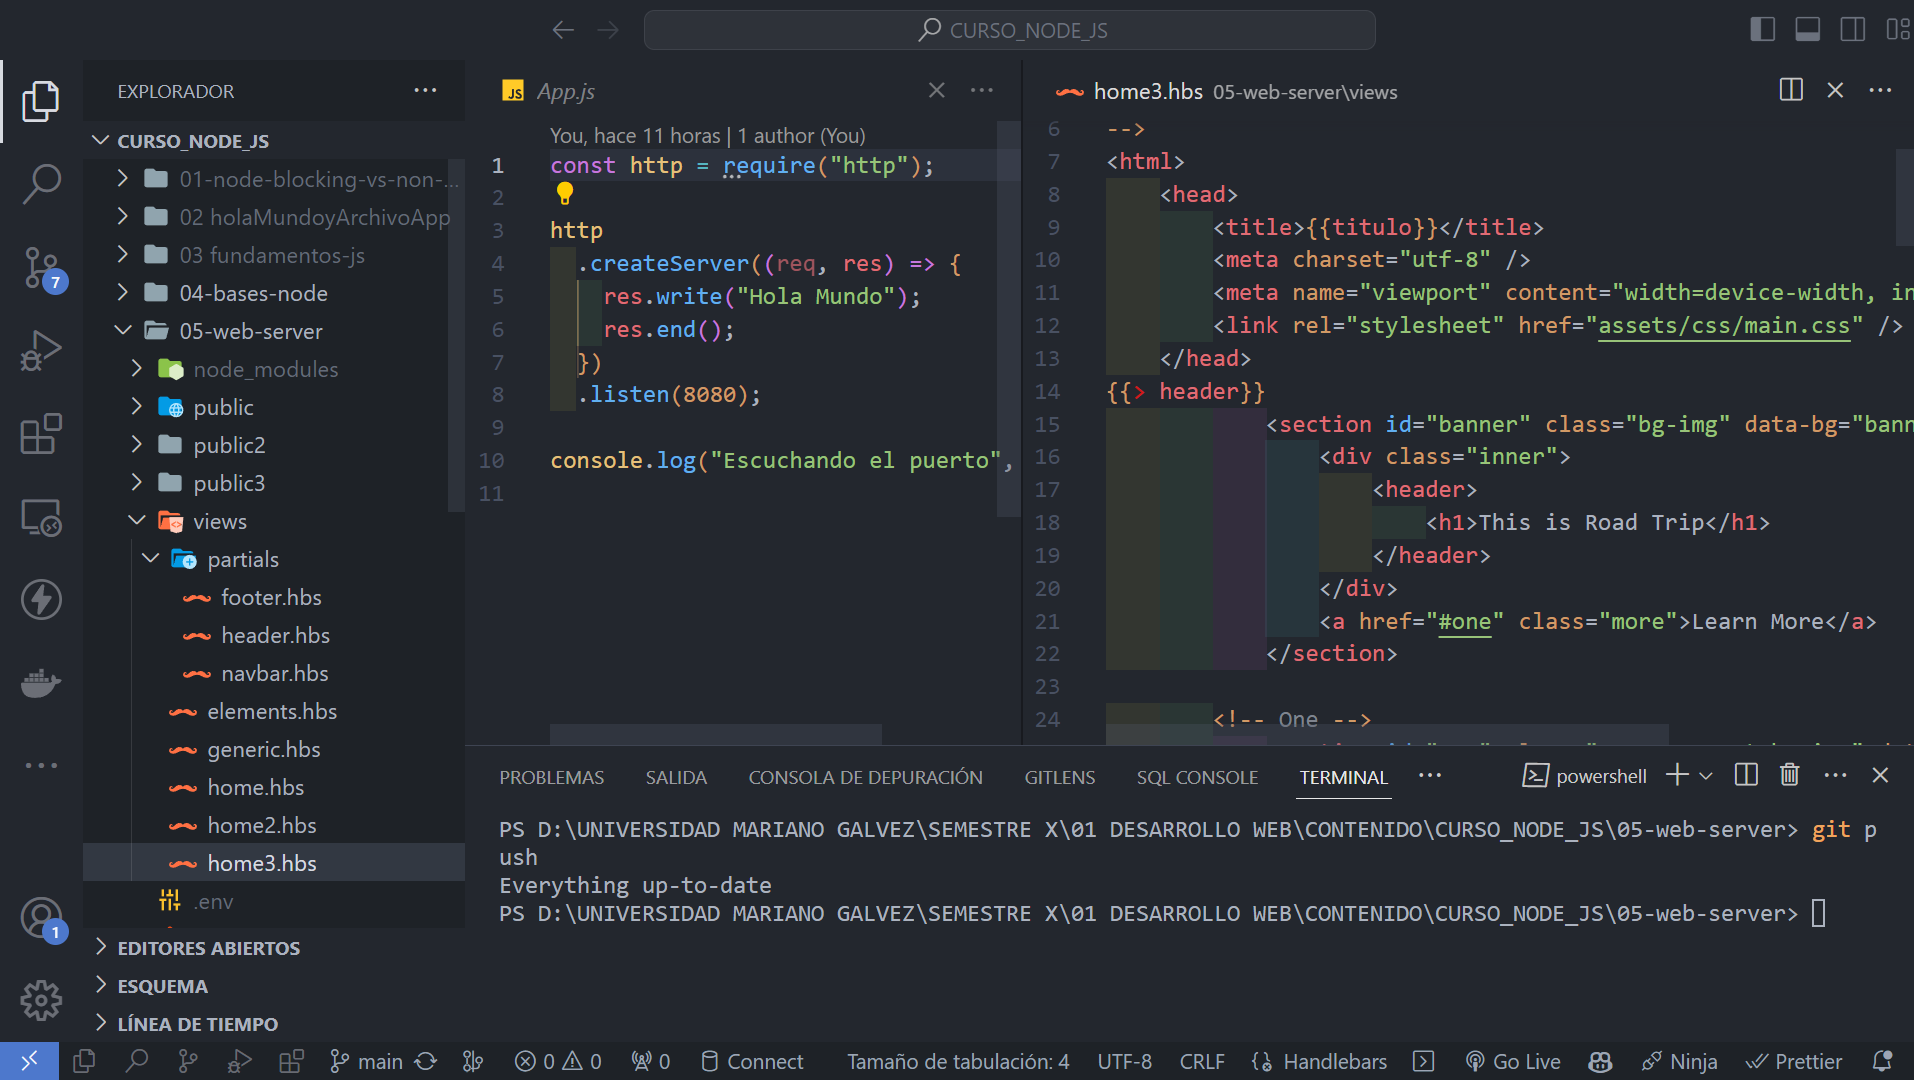 CURSO_NODE_JS
EXPLORADOR
CURSO_NODE_JS
01-node-blocking-vs-non-...
02 holaMundoyArchivoApp
03 fundamentos-js
04-bases-node
05-web-server
node_modules
public
public2
public3
views
partials
footer.hbs
header.hbs
navbar.hbs
elements.hbs
generic.hbs
home.hbs
home2.hbs
home3.hbs
.env
EDITORES ABIERTOS
ESQUEMA
LÍNEA DE TIEMPO
7
1
JS App.js
You, hace 11 horas | 1 author (You)
1 const http = require("http");
2
3 http
4 .createServer((req, res) => {
5 res.write("Hola Mundo");
6 res.end();
7 })
8 .listen(8080);
9
10 console.log("Escuchando el puerto",
11
home3.hbs 05-web-server\views
6 -->
7 <html>
8 <head>
9 <title>{{titulo}}</title>
10 <meta charset="utf-8" />
11 <meta name="viewport" content="width=device-width, in
12 <link rel="stylesheet" href="assets/css/main.css" />
13 </head>
14 {{> header}}
15 <section id="banner" class="bg-img" data-bg="bann
16 <div class="inner">
17 <header>
18 <h1>This is Road Trip</h1>
19 </header>
20 </div>
21 <a href="#one" class="more">Learn More</a>
22 </section>
23
24 <!-- One -->
PROBLEMAS SALIDA CONSOLA DE DEPURACIÓN GITLENS SQL CONSOLE TERMINAL ... powershell
PS D:\UNIVERSIDAD MARIANO GALVEZ\SEMESTRE X\01 DESARROLLO WEB\CONTENIDO\CURSO_NODE_JS\05-web-server> git p
ush
Everything up-to-date
PS D:\UNIVERSIDAD MARIANO GALVEZ\SEMESTRE X\01 DESARROLLO WEB\CONTENIDO\CURSO_NODE_JS\05-web-server>
main 0 0 0 Connect Tamaño de tabulación: 4 UTF-8 CRLF Handlebars Go Live Ninja Prettier